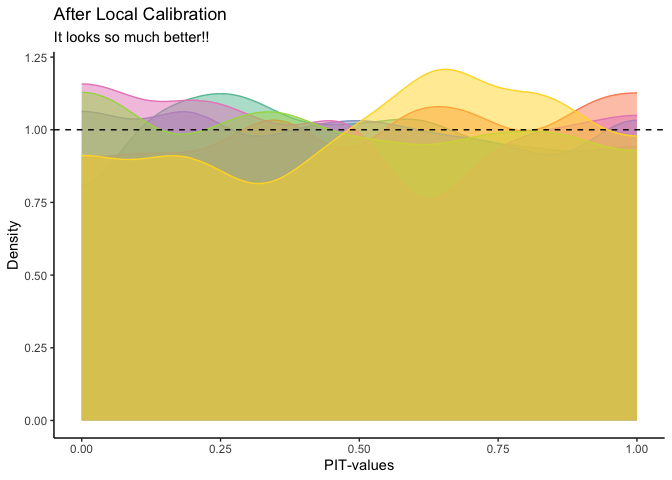 After Local Calibration
It looks so much better!!
1.25
1.00
0.75
0.50
0.25
0.00
Density
0.00 0.25 0.50 0.75 1.00
PIT-values